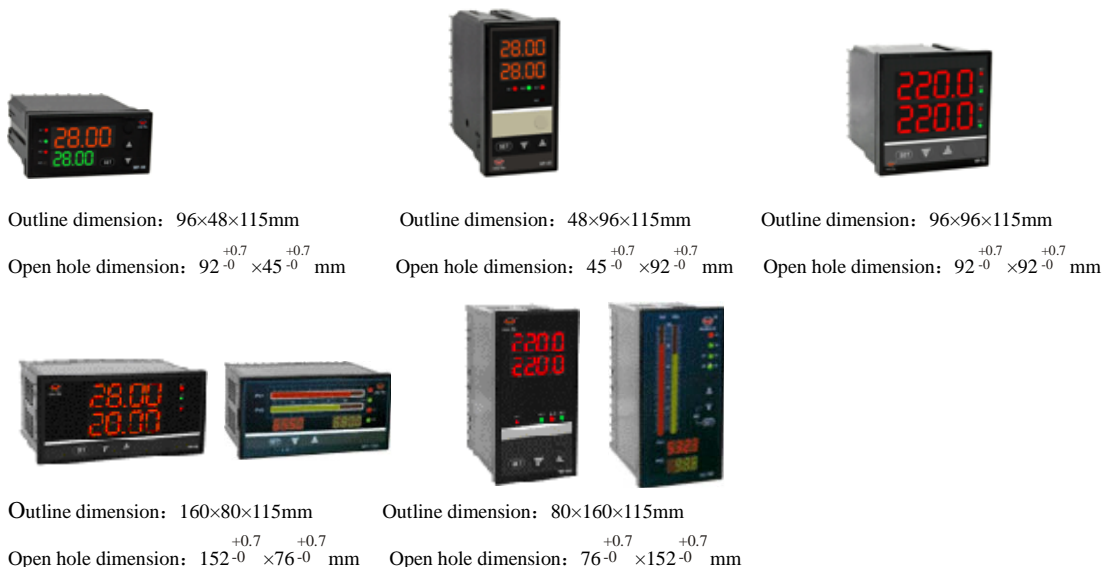 28.00
28.00
SET
28.00
28.00
SET
220.0
220.0
SET
Outline dimension：96×48×115mm
Outline dimension：48×96×115mm
Outline dimension：96×96×115mm
Open hole dimension：92 +0.7 -0 ×45 +0.7 -0 mm
Open hole dimension：45 +0.7 -0 ×92 +0.7 -0 mm
Open hole dimension：92 +0.7 -0 ×92 +0.7 -0 mm
28.00
28.00
220.0
220.0
SET
Outline dimension：160×80×115mm
Outline dimension：80×160×115mm
Open hole dimension：152 +0.7 -0 ×76 +0.7 -0 mm
Open hole dimension：76 +0.7 -0 ×152 +0.7 -0 mm